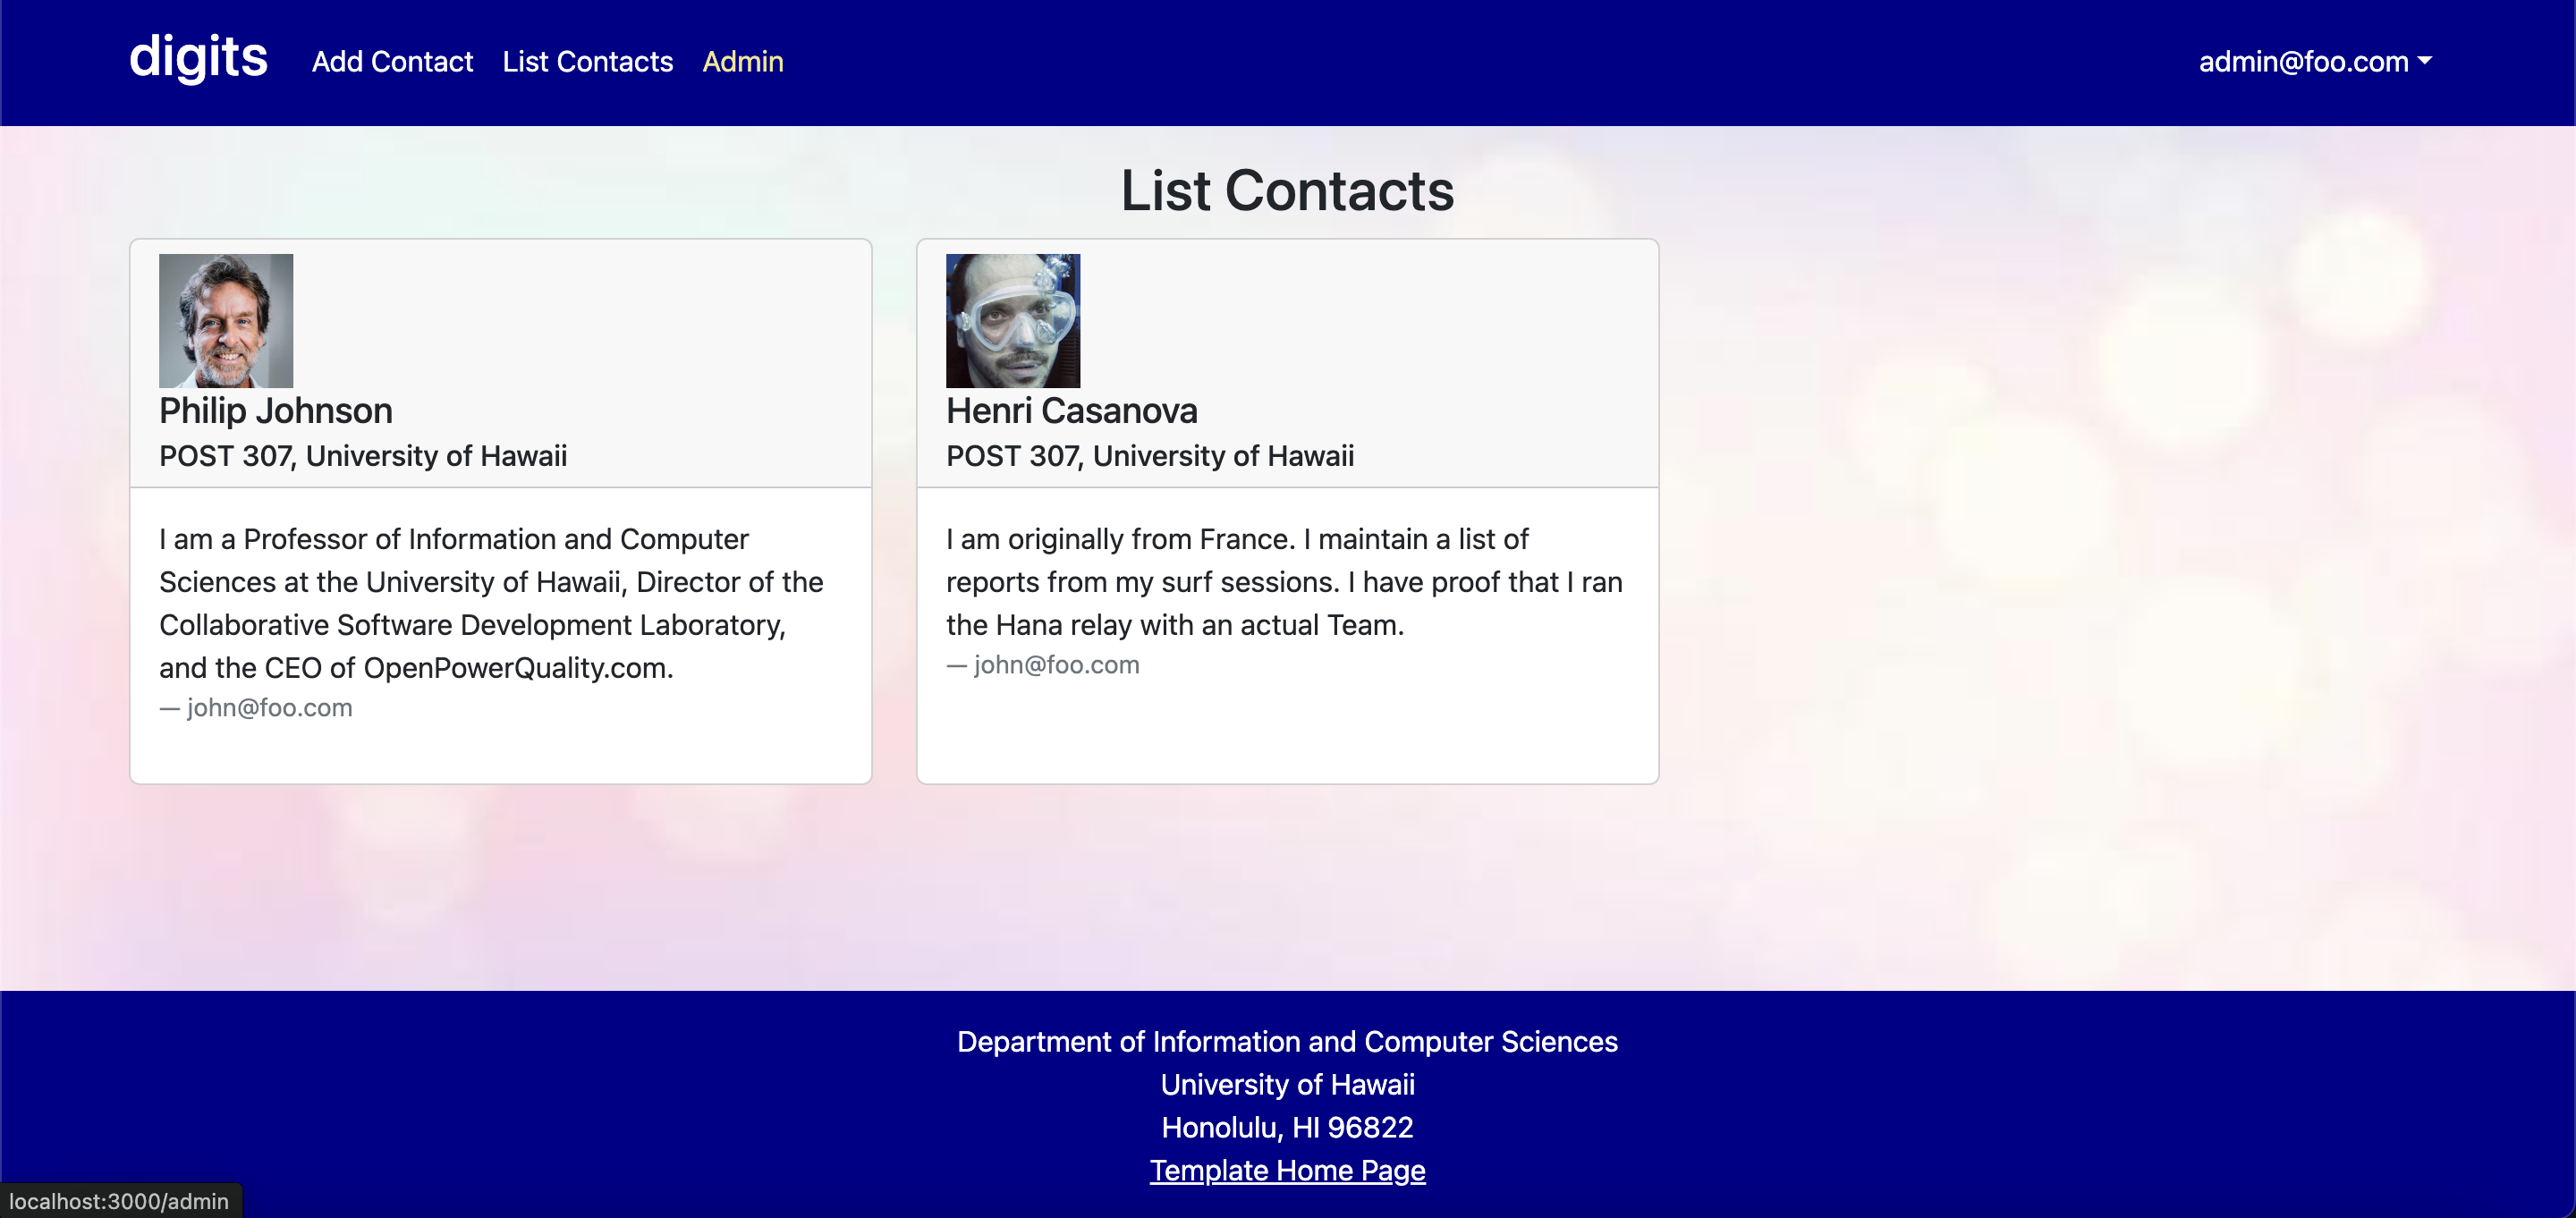 digits
Add Contact
List Contacts
Admin
admin@foo.com
List Contacts
Philip Johnson
POST 307, University of Hawaii
I am a Professor of Information and Computer
Sciences at the University of Hawaii, Director of the
Collaborative Software Development Laboratory,
and the CEO of OpenPowerQuality.com.
— john@foo.com
Henri Casanova
POST 307, University of Hawaii
I am originally from France. I maintain a list of
reports from my surf sessions. I have proof that I ran
the Hana relay with an actual Team.
— john@foo.com
Department of Information and Computer Sciences
University of Hawaii
Honolulu, HI 96822
Template Home Page
localhost:3000/admin